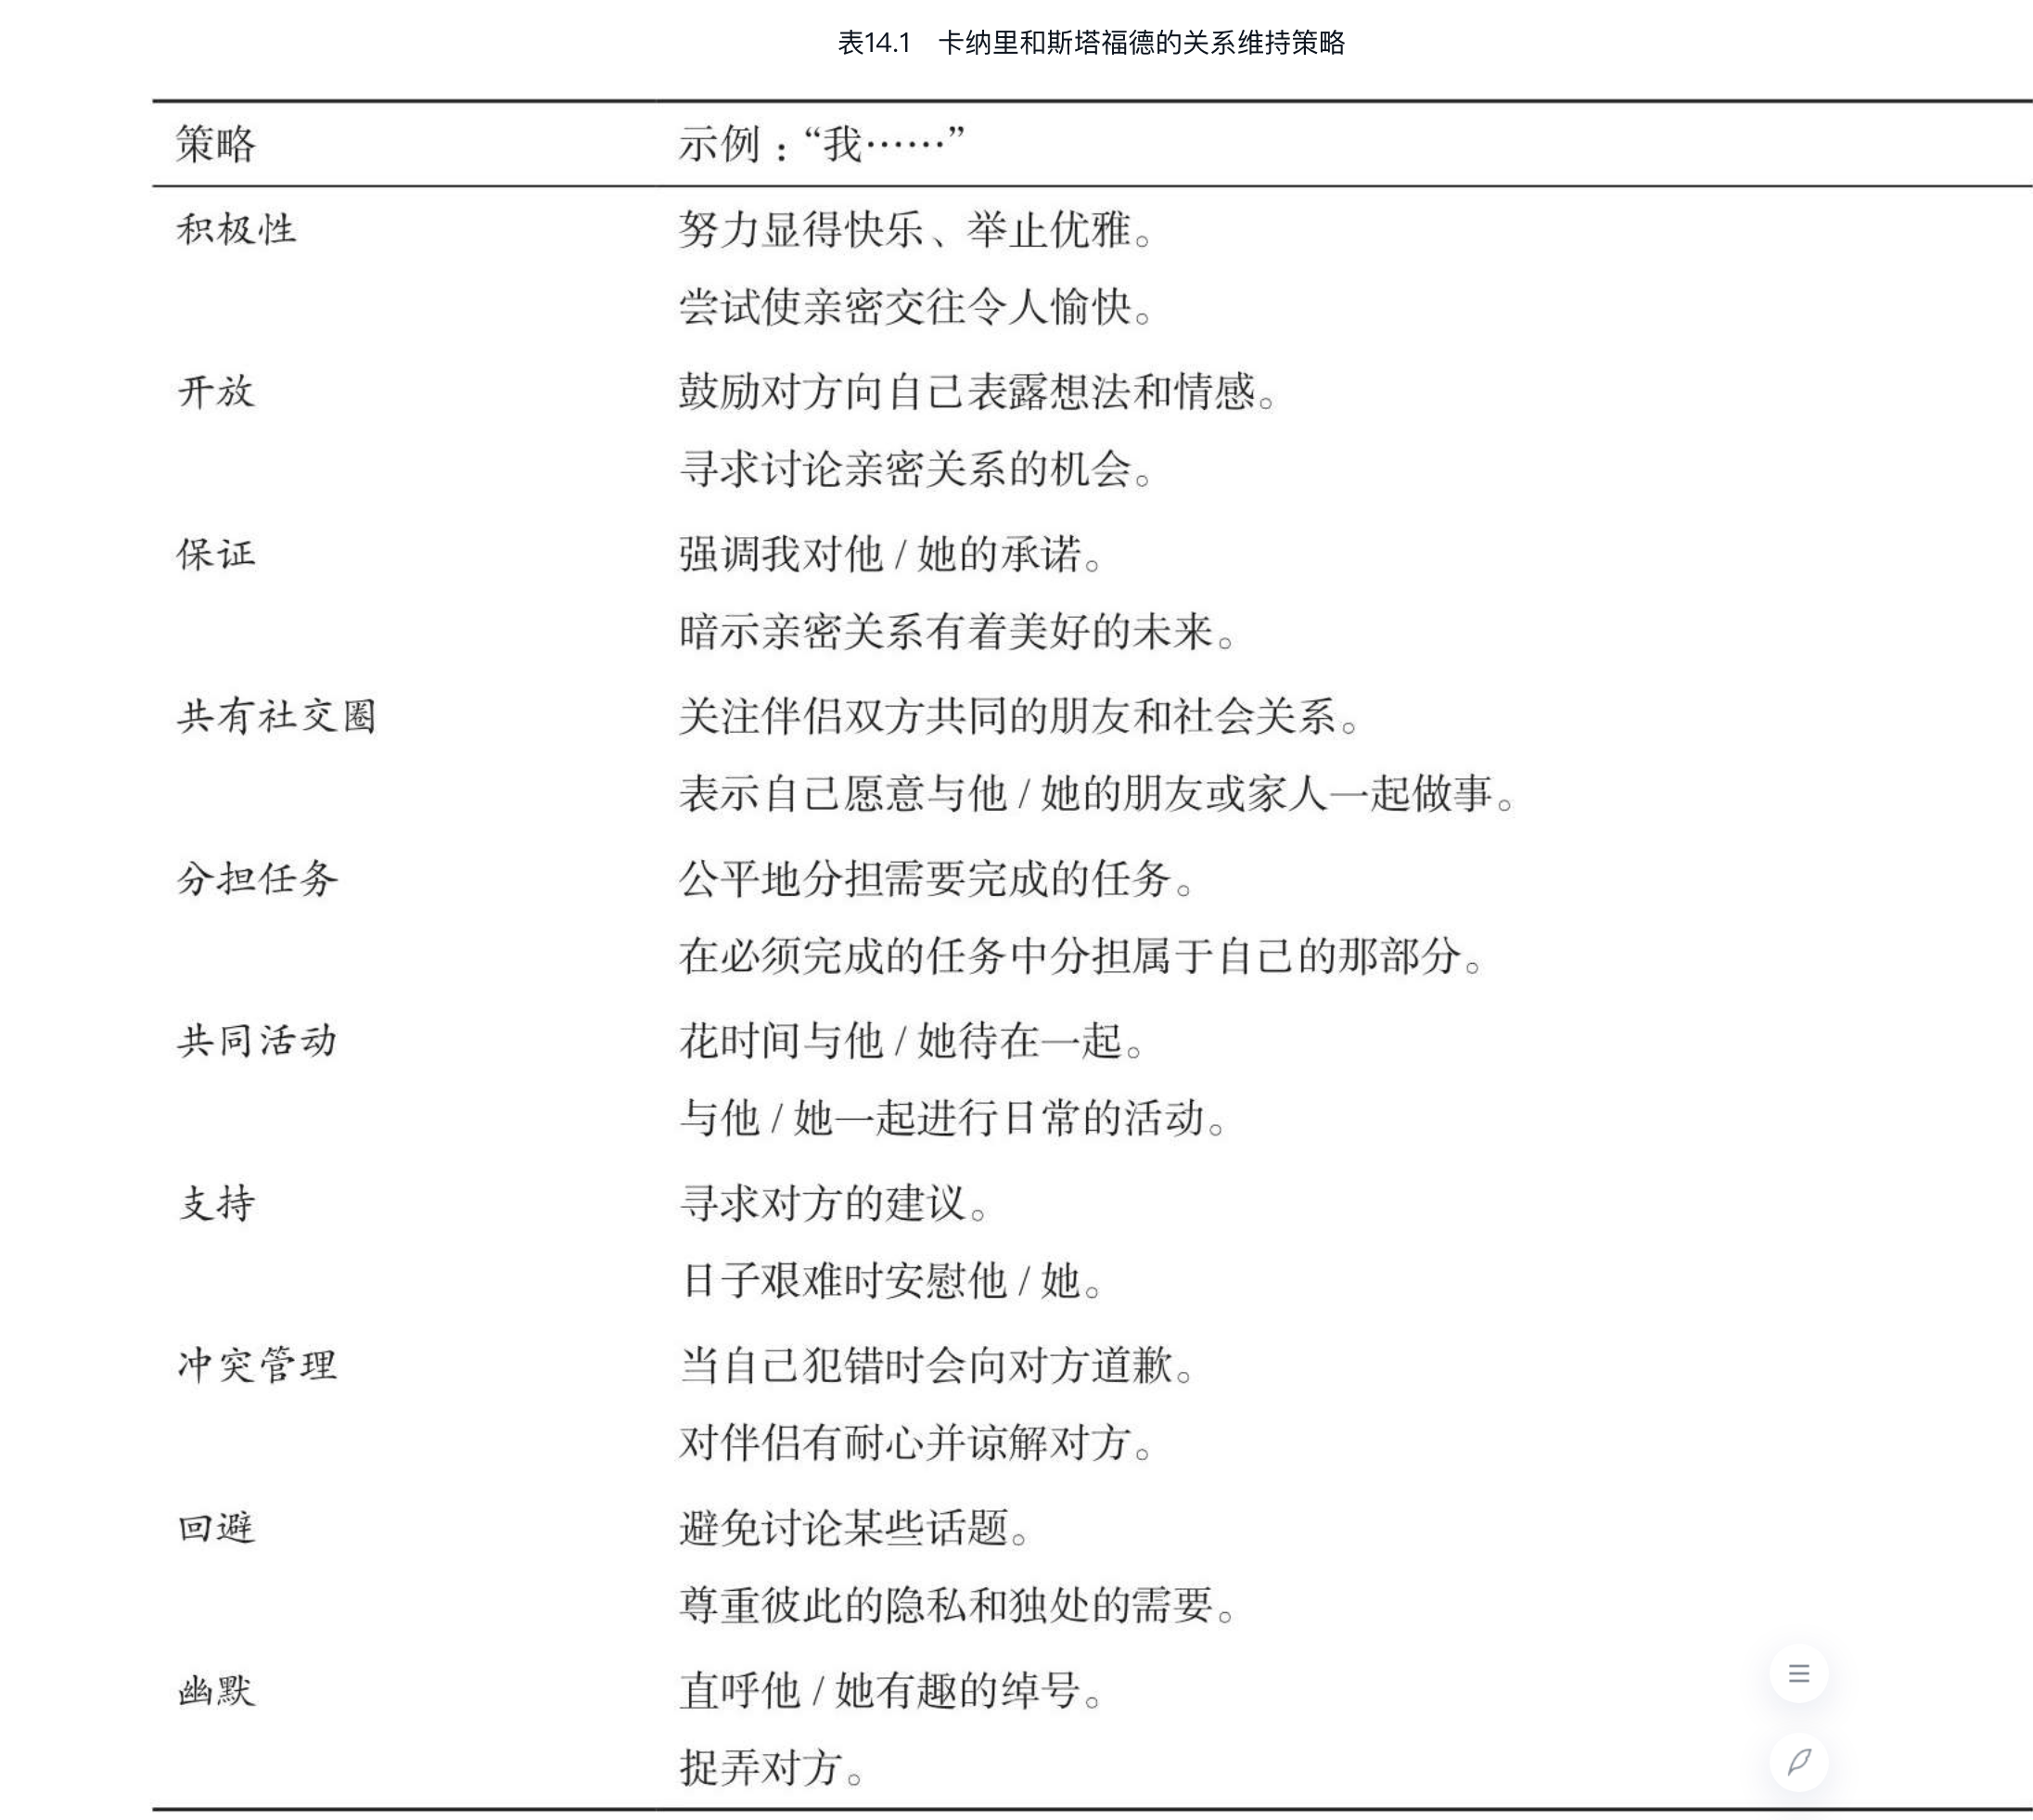 表14.1 卡纳里和斯塔福德的关系维持策略
策略 示例：“我……”
积极性 努力显得快乐、举止优雅。
尝试使亲密交往令人愉快。
开放 鼓励对方向自己表露想法和情感。
寻求讨论亲密关系的机会。
保证 强调我对他 / 她的承诺。
暗示亲密关系有着美好的未来。
共有社交圈 关注伴侣双方共同的朋友和社会关系。
表示自己愿意与他 / 她的朋友或家人一起做事。
分担任务 公平地分担需要完成的任务。
在必须完成的任务中分担属于自己的那部分。
共同活动 花时间与他 / 她待在一起。
与他 / 她一起进行日常的活动。
支持 寻求对方的建议。
日子艰难时安慰他 / 她。
冲突管理 当自己犯错时会向对方道歉。
对伴侣有耐心并谅解对方。
回避 避免讨论某些话题。
尊重彼此的隐私和独处的需要。
幽默 直呼他 / 她有趣的绰号。
捉弄对方。